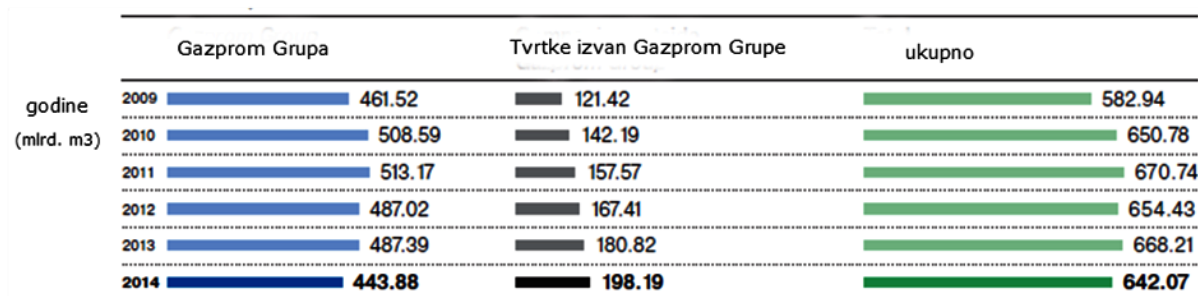 Gazprom Grupa Tvrtke izvan Gazprom Grupe ukupno
godine
(mlrd. m3)
2009 461.52 121.42 582.94
2010 508.59 142.19 650.78
2011 513.17 157.57 670.74
2012 487.02 167.41 654.43
2013 487.39 180.82 668.21
2014 443.88 198.19 642.07